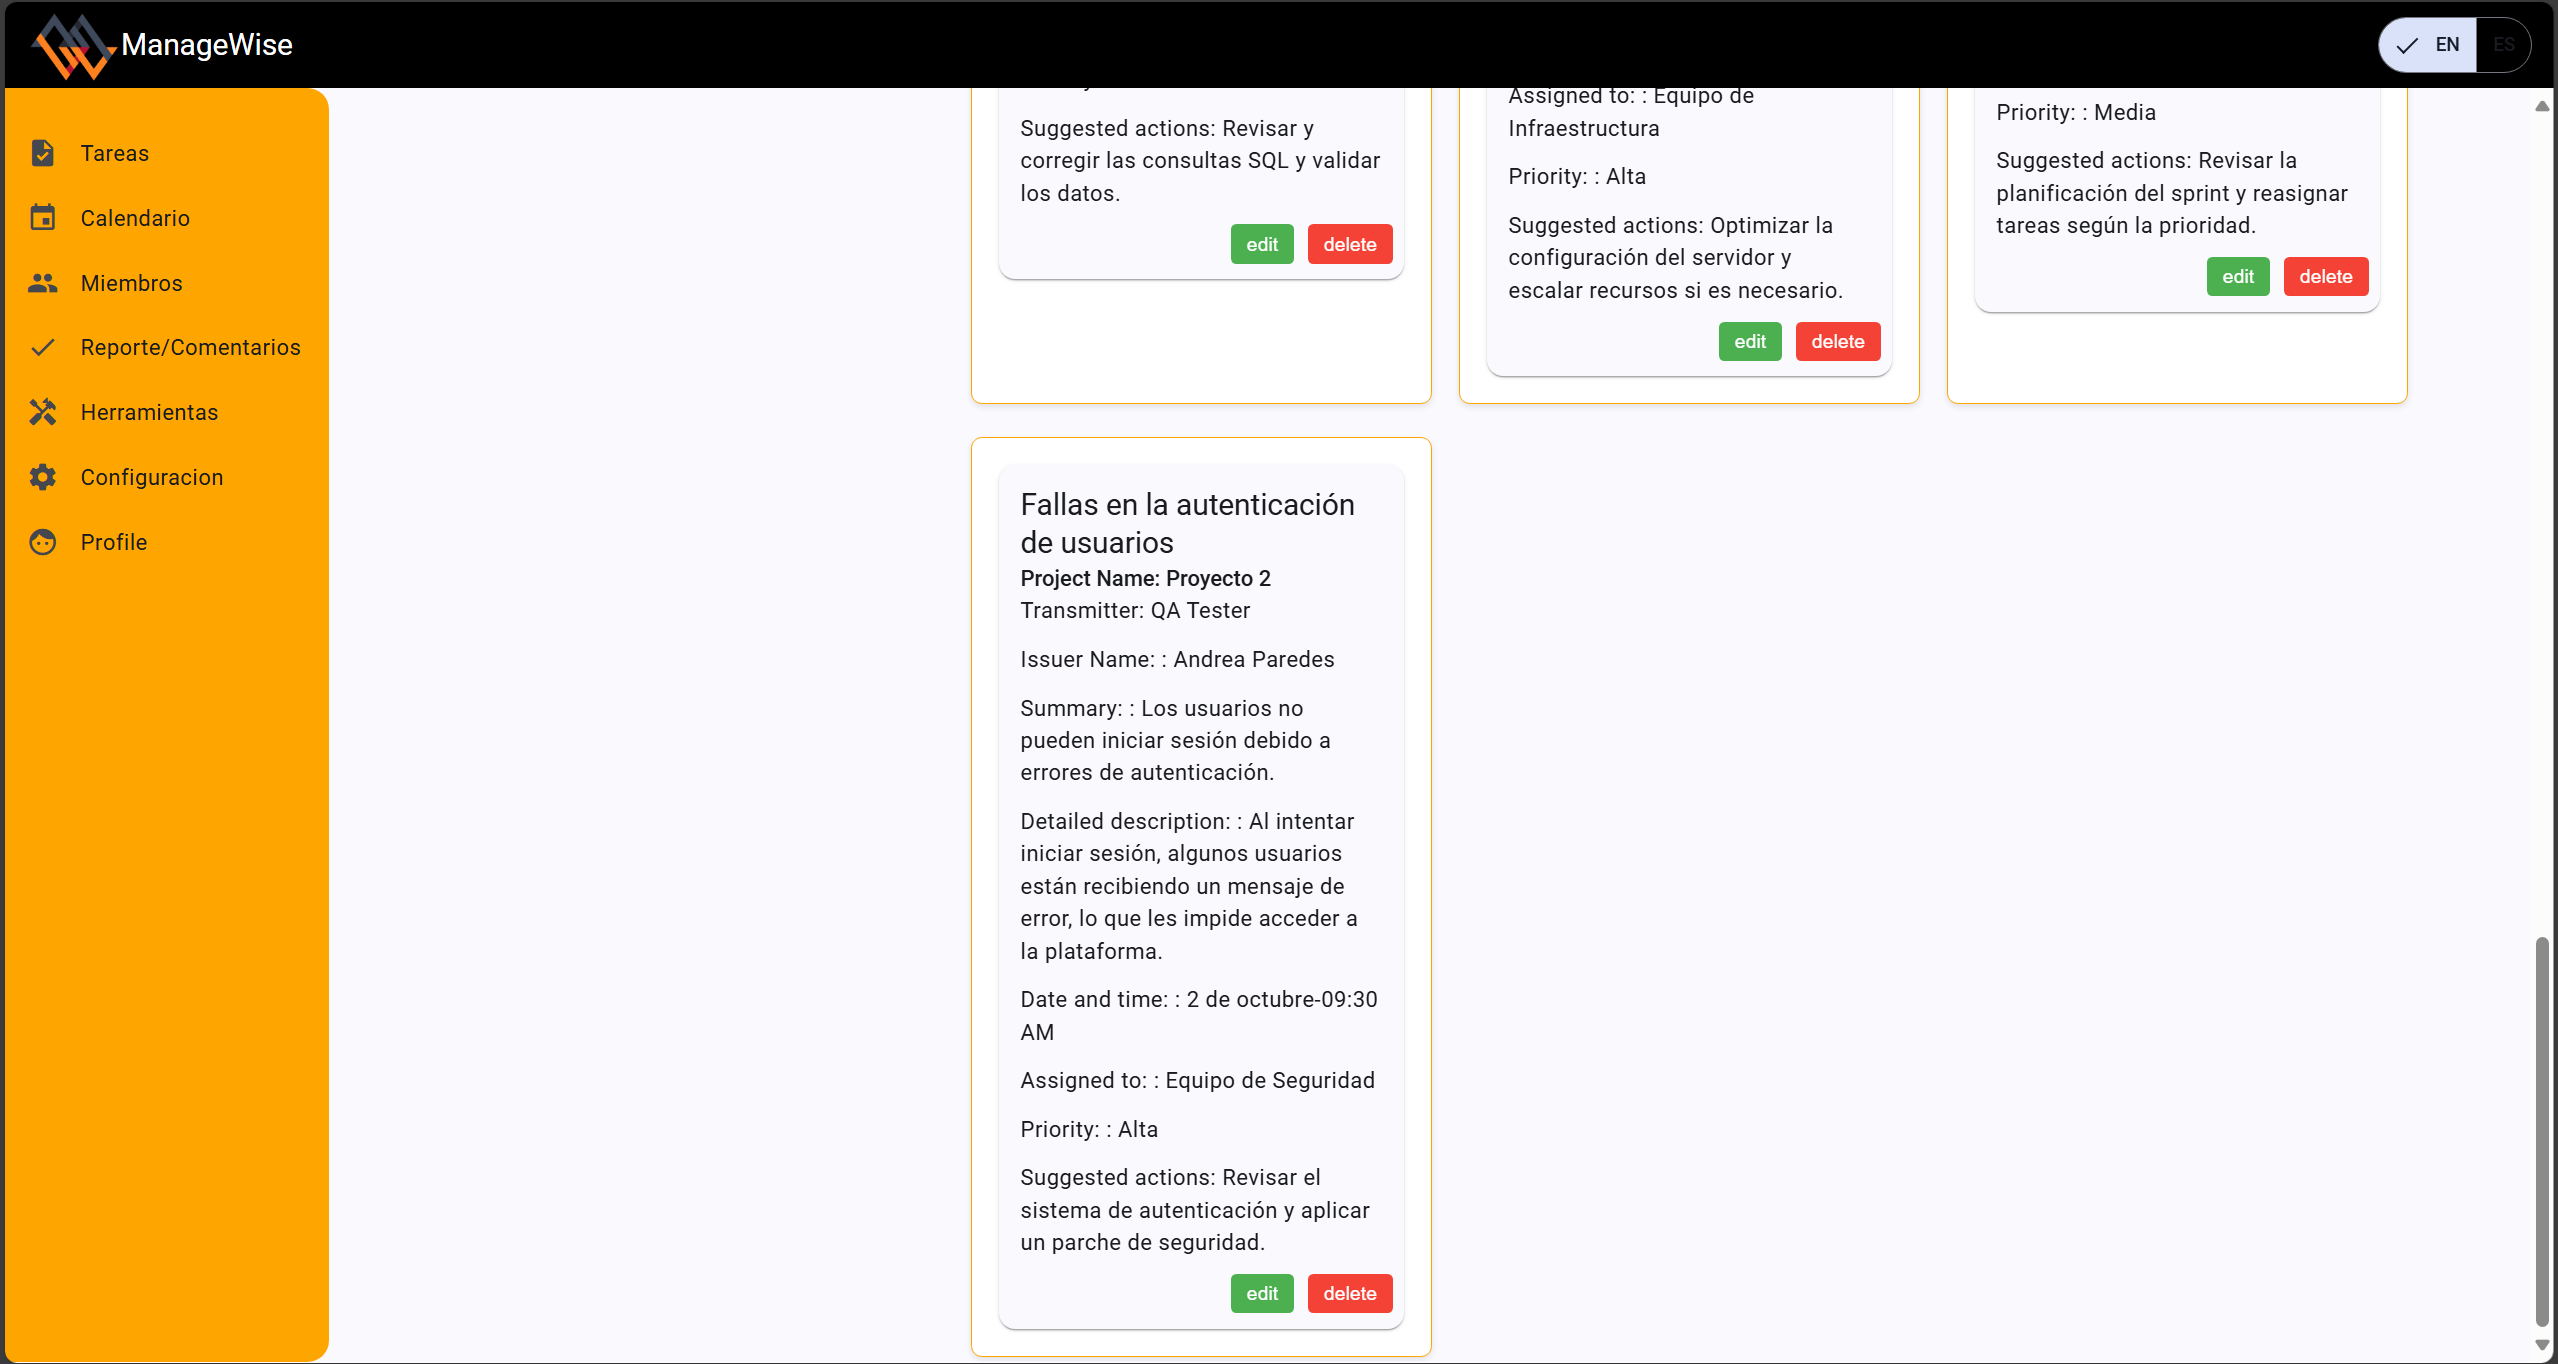 ManageWise
EN
ES
Tareas
Calendario
Miembros
Reporte/Comentarios
Herramientas
Configuracion
Profile
Suggested actions: Revisar y
corregir las consultas SQL y validar
los datos.
edit
delete
Assigned to: : Equipo de
Infraestructura
Priority: : Alta
Suggested actions: Optimizar la
configuración del servidor y
escalar recursos si es necesario.
edit
delete
Priority: : Media
Suggested actions: Revisar la
planificación del sprint y reasignar
tareas según la prioridad.
edit
delete
Fallas en la autenticación
de usuarios
Project Name: Proyecto 2
Transmitter: QA Tester
Issuer Name: : Andrea Paredes
Summary: : Los usuarios no
pueden iniciar sesión debido a
errores de autenticación.
Detailed description: : Al intentar
iniciar sesión, algunos usuarios
están recibiendo un mensaje de
error, lo que les impide acceder a
la plataforma.
Date and time: : 2 de octubre-09:30
AM
Assigned to: : Equipo de Seguridad
Priority: : Alta
Suggested actions: Revisar el
sistema de autenticación y aplicar
un parche de seguridad.
edit
delete